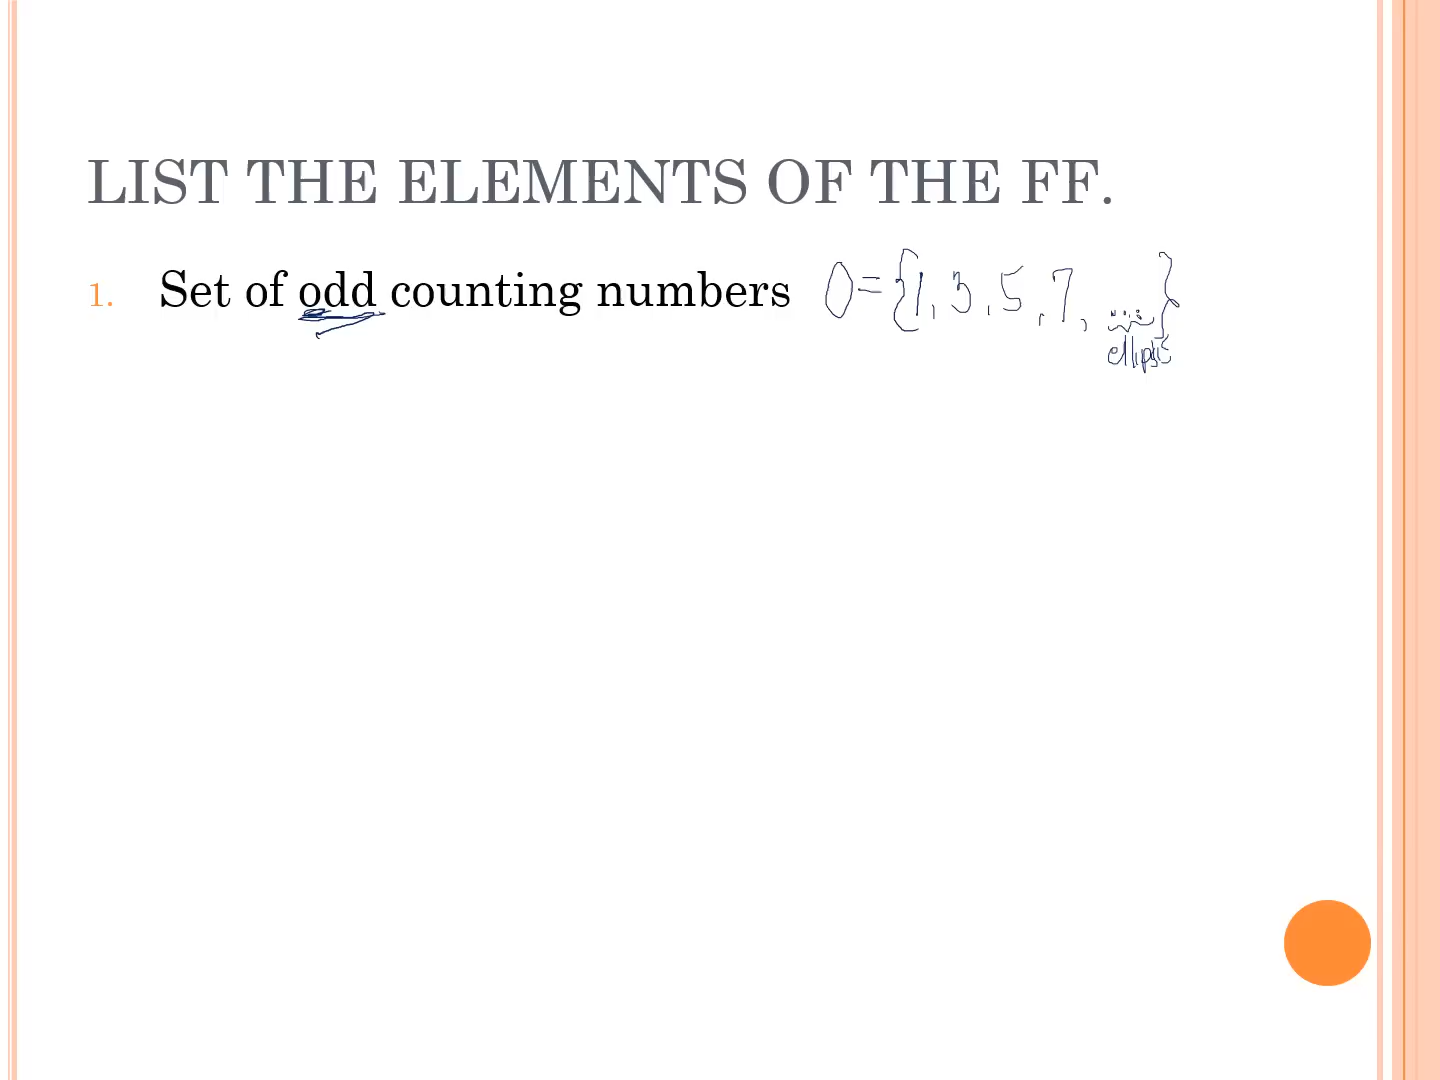 LIST THE ELEMENTS OF THE FF.
1. Set of odd counting numbers O = {1, 3, 5, 7, ...}
ellipsis